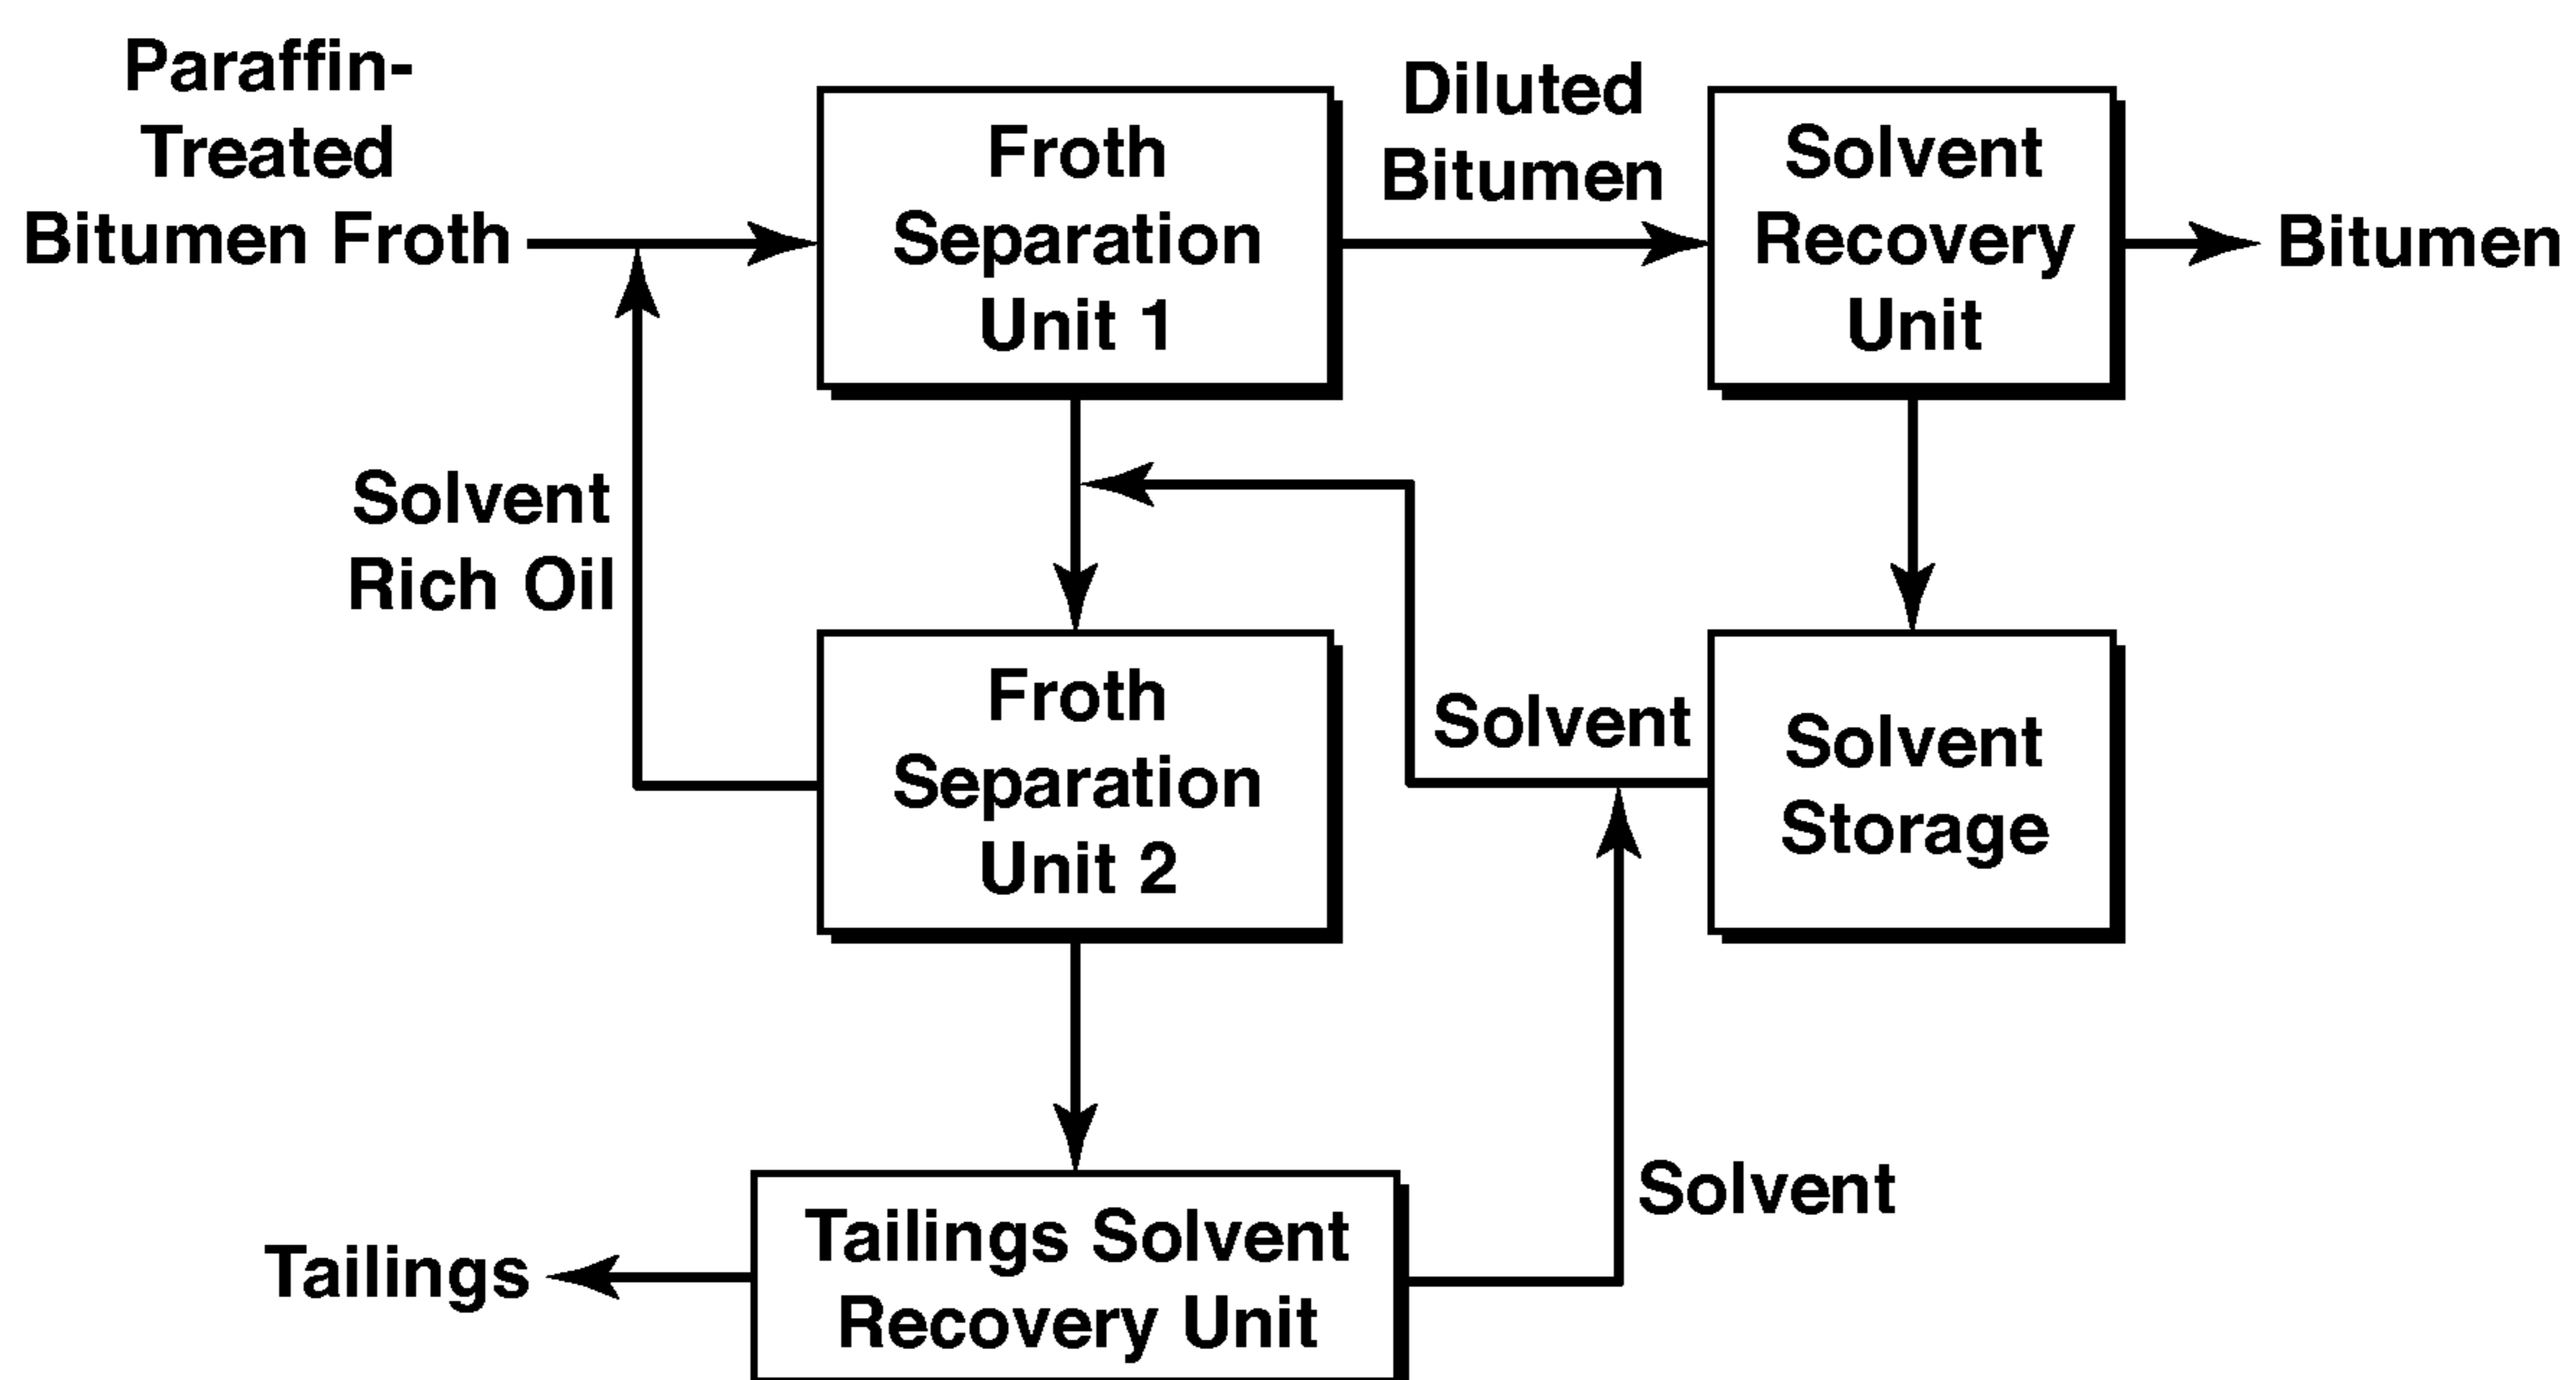 Paraffin-
Treated
Bitumen Froth
Froth
Separation
Unit 1
Diluted
Bitumen
Solvent
Recovery
Unit
Bitumen
Solvent
Rich Oil
Froth
Separation
Unit 2
Solvent
Solvent
Storage
Tailings
Tailings Solvent
Recovery Unit
Solvent